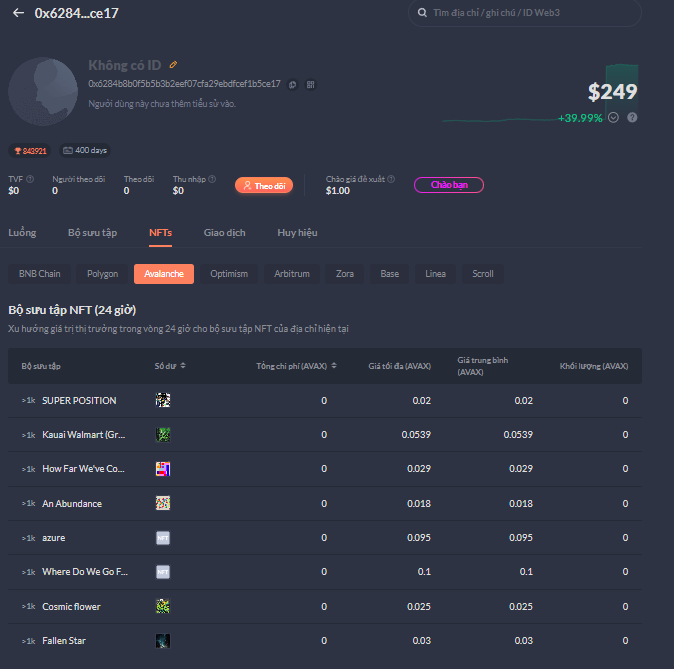 0x6284...ce17
Tìm địa chỉ / ghi chú / ID Web3
Không có ID
0x6284b8b0f5b5b3b2eef07cfa29ebdfcef1b5ce17
Người dùng này chưa thêm tiểu sử vào.
$249
+39.99%
843921
400 days
TVF
$0
Người theo dõi
0
Theo dõi
0
Thu nhập
$0
Theo dõi
Chào giá đề xuất
$1.00
Chào bạn
Luồng Bộ sưu tập NFTs Giao dịch Huy hiệu
BNB Chain Polygon Avalanche Optimism Arbitrum Zora Base Linea Scroll
Bộ sưu tập NFT (24 giờ)
Xu hướng giá trị thị trường trong vòng 24 giờ cho bộ sưu tập NFT của địa chỉ hiện tại
Bộ sưu tập Số dư Tổng chi phí (AVAX) Giá tối đa (AVAX) Giá trung bình (AVAX) Khối lượng (AVAX)
>1k SUPER POSITION 0 0.02 0.02 0
>1k Kauai Walmart (Gr... 0 0.0539 0.0539 0
>1k How Far We've Co... 0 0.029 0.029 0
>1k An Abundance 0 0.018 0.018 0
>1k azure NFT 0 0.095 0.095 0
>1k Where Do We Go F... NFT 0 0.1 0.1 0
>1k Cosmic flower 0 0.025 0.025 0
>1k Fallen Star 0 0.03 0.03 0